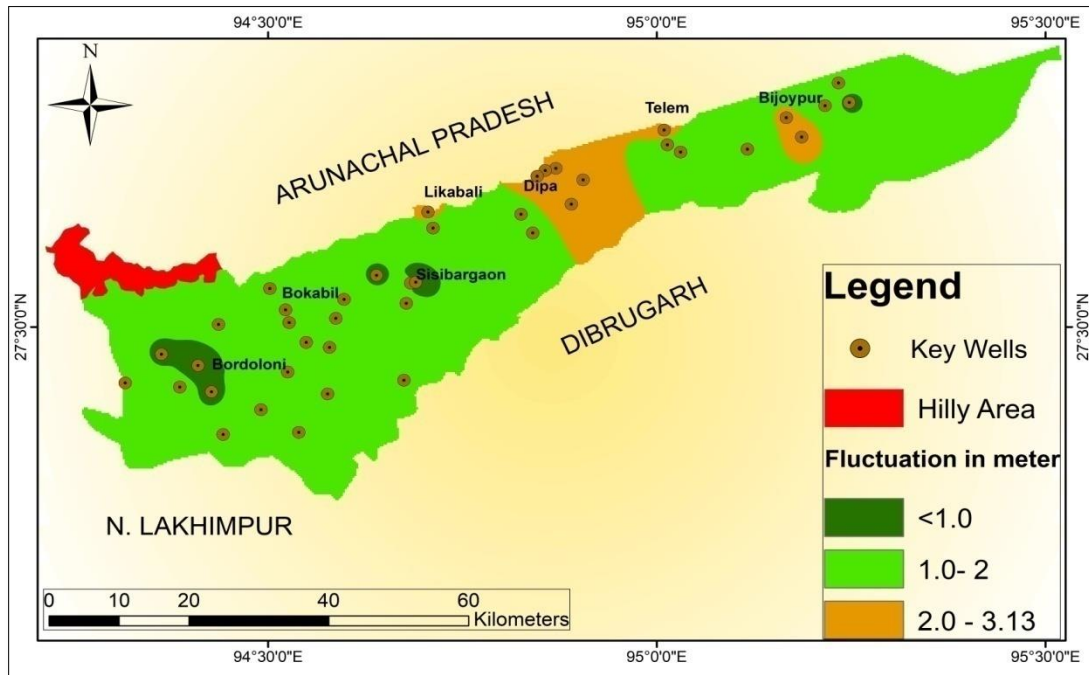 94°30'0"E 95°0'0"E 95°30'0"E
N
ARUNACHAL PRADESH
Telem
Bijoypur
Likabali
Dipa
Sisibargaon
Bokabil
Bordoloni
DIBRUGARH
N. LAKHIMPUR
27°30'0"N
27°30'0"N
Legend
Key Wells
Hilly Area
Fluctuation in meter
<1.0
1.0- 2
2.0 - 3.13
0 10 20 40 60
Kilometers
94°30'0"E 95°0'0"E 95°30'0"E